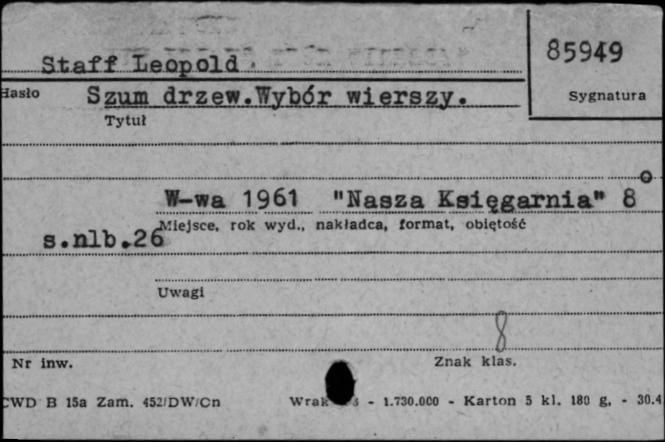 85949
Staff Leopold.
Hasło Szum drzew.Wybór wierszy. Sygnatura
Tytuł
W-wa 1961 "Nasza Księgarnia" 8°
Miejsce, rok wyd., nakładca, format, obiętość
s.nlb.26
Uwagi
8
Nr inw. Znak klas.
CWD B 15a Zam. 452/DW/Cn - 1.730.000 - Karton 5 kl. 180 g. - 30.4